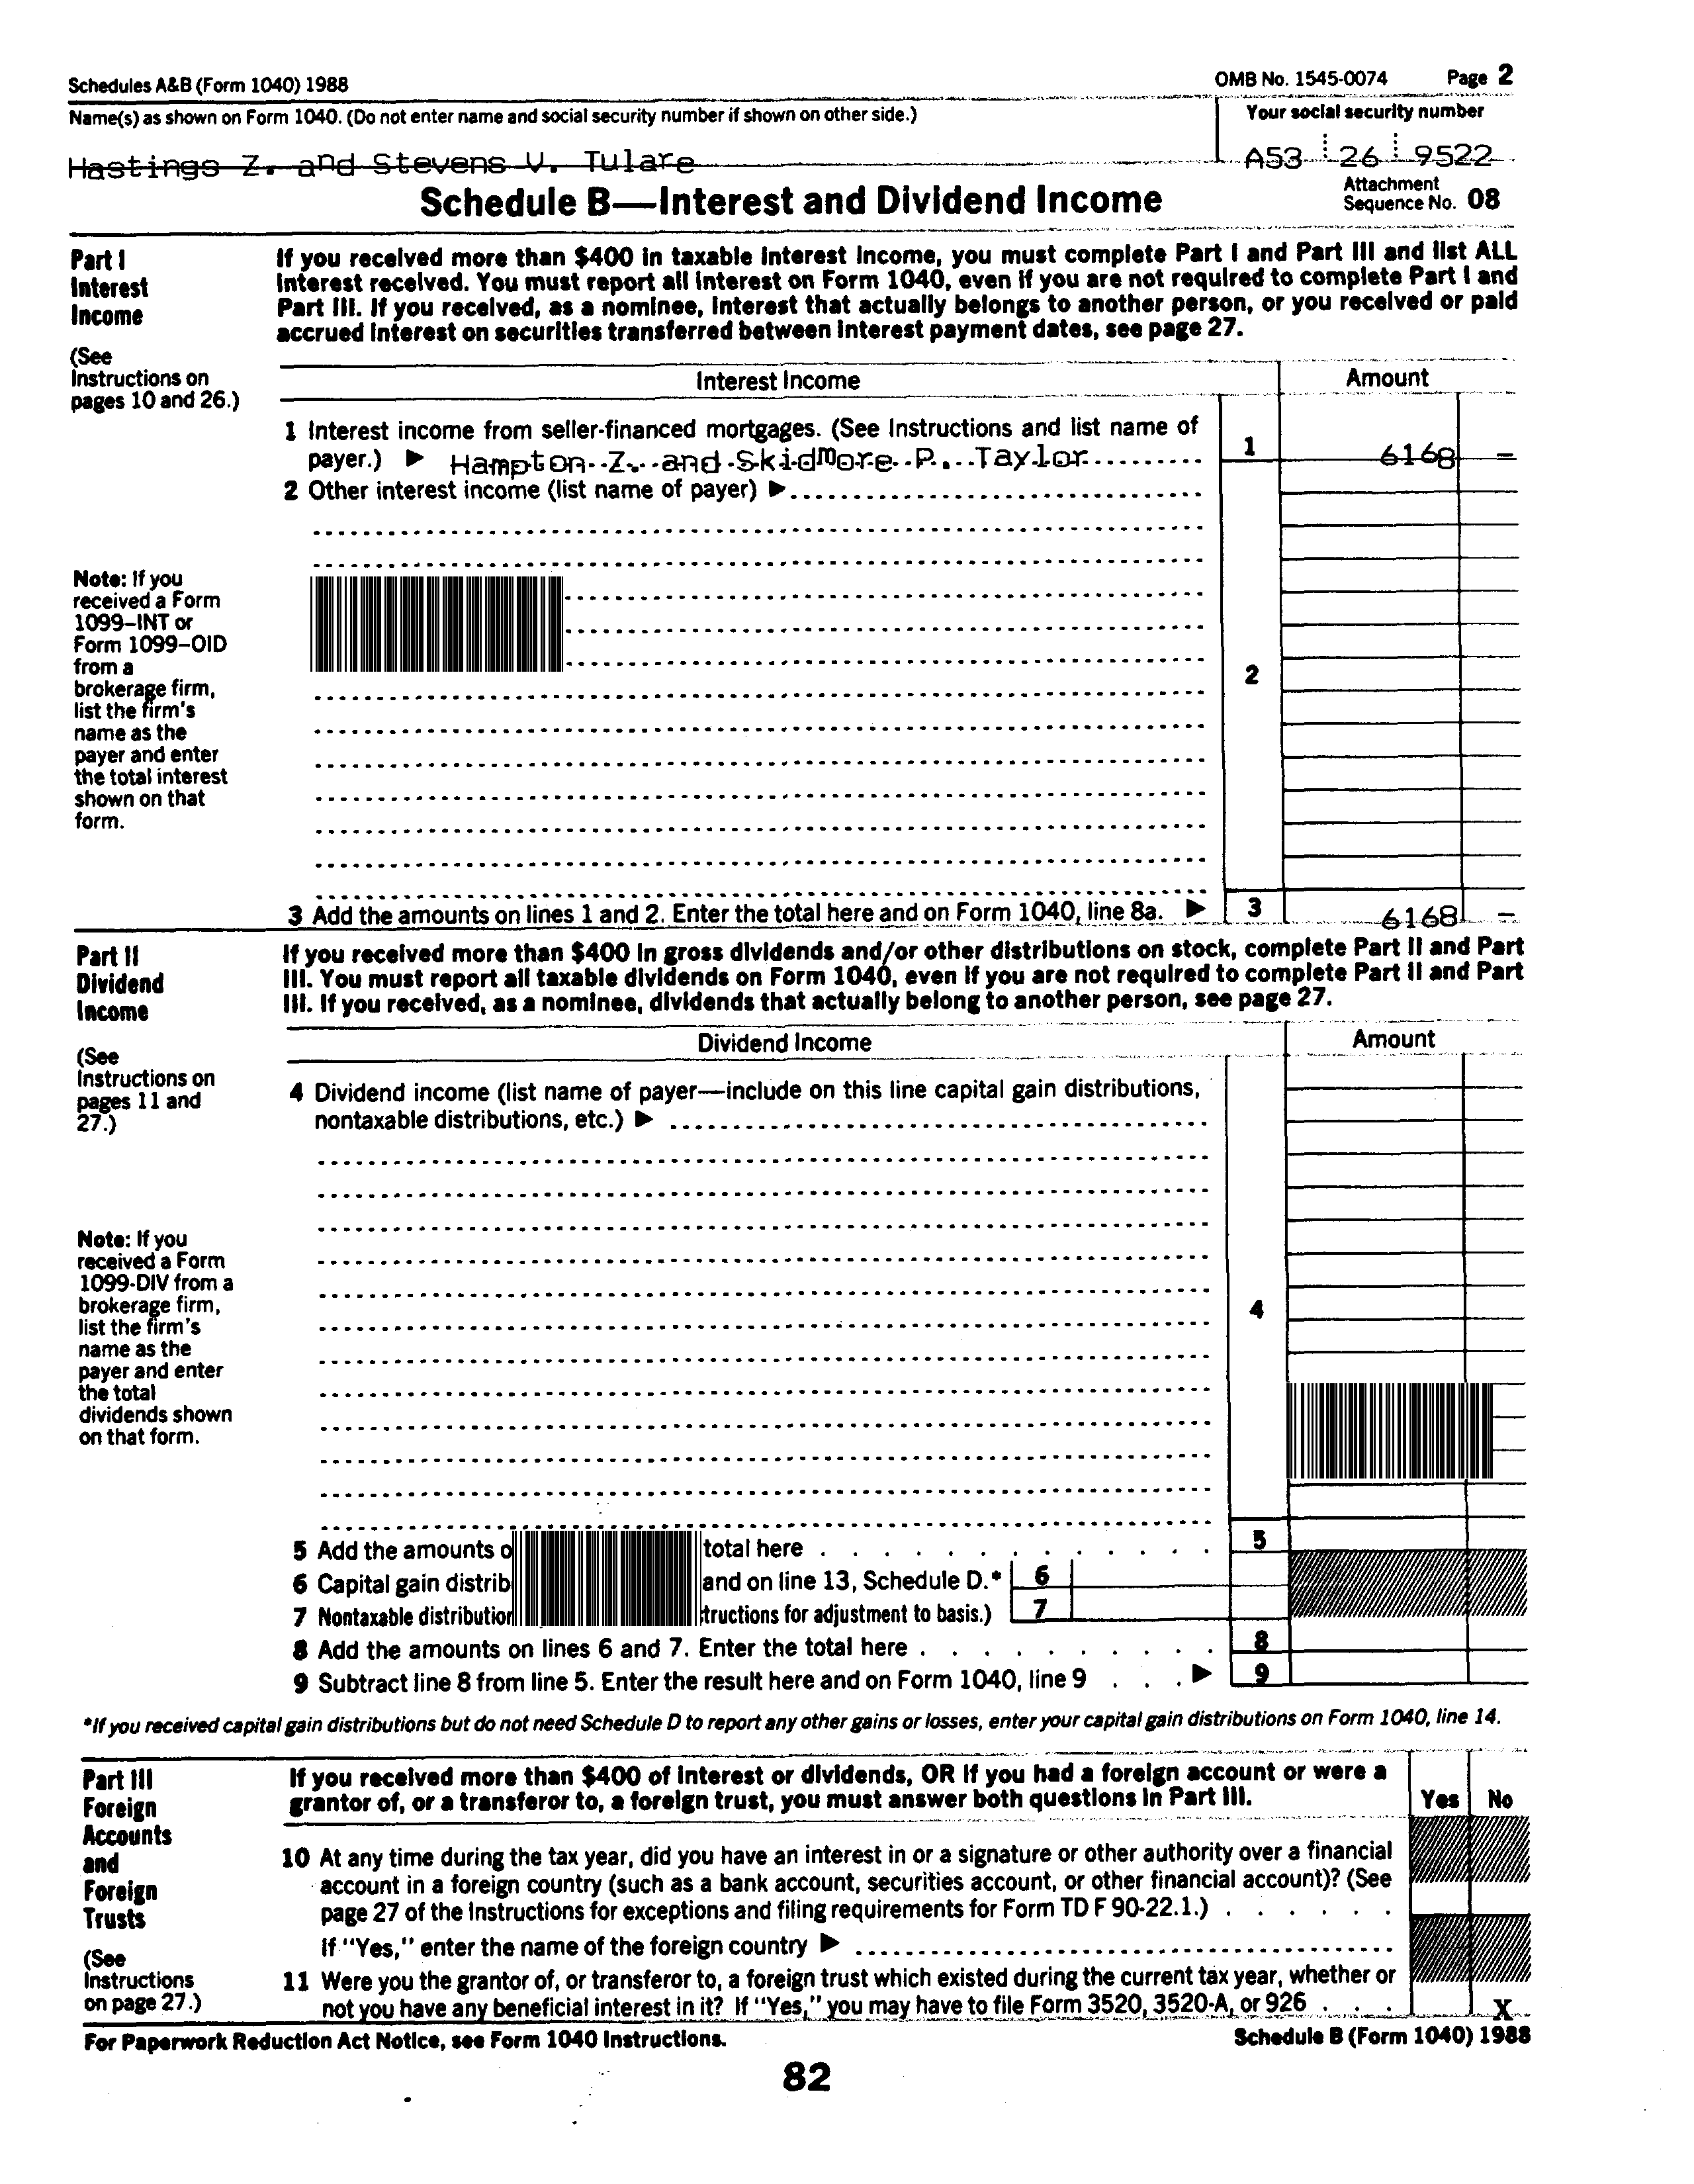 Schedules A&B (Form 1040) 1988 OMB No. 1545-0074 Page 2
Name(s) as shown on Form 1040. (Do not enter name and social security number if shown on other side.) Your social security number
Hastings Z. and Stevens V. Tulare A53 26 9522
Schedule B—Interest and Dividend Income
Attachment
Sequence No. 08
Part I
Interest
Income
(See
Instructions on
pages 10 and 26.)
If you received more than $400 in taxable interest income, you must complete Part I and Part III and list ALL
interest received. You must report all interest on Form 1040, even if you are not required to complete Part I and
Part III. If you received, as a nominee, interest that actually belongs to another person, or you received or paid
accrued interest on securities transferred between interest payment dates, see page 27.
Interest Income Amount
1 Interest income from seller-financed mortgages. (See Instructions and list name of
payer.) ▶ Hampton Z. and Skidmore P. Taylor 1 6168 –
2 Other interest income (list name of payer) ▶
Note: If you
received a Form
1099–INT or
Form 1099–OID
from a
brokerage firm,
list the firm's
name as the
payer and enter
the total interest
shown on that
form.
2
3 Add the amounts on lines 1 and 2. Enter the total here and on Form 1040, line 8a. ▶ 3 6168 –
Part II
Dividend
Income
(See
Instructions on
pages 11 and
27.)
If you received more than $400 in gross dividends and/or other distributions on stock, complete Part II and Part
III. You must report all taxable dividends on Form 1040, even if you are not required to complete Part II and Part
III. If you received, as a nominee, dividends that actually belong to another person, see page 27.
Dividend Income Amount
4 Dividend income (list name of payer—include on this line capital gain distributions,
nontaxable distributions, etc.) ▶
Note: If you
received a Form
1099-DIV from a
brokerage firm,
list the firm's
name as the
payer and enter
the total
dividends shown
on that form.
4
5 Add the amounts o total here 5
6 Capital gain distrib and on line 13, Schedule D.* 6
7 Nontaxable distribution tructions for adjustment to basis.) 7
8 Add the amounts on lines 6 and 7. Enter the total here 8
9 Subtract line 8 from line 5. Enter the result here and on Form 1040, line 9 ▶ 9
*If you received capital gain distributions but do not need Schedule D to report any other gains or losses, enter your capital gain distributions on Form 1040, line 14.
Part III
Foreign
Accounts
and
Foreign
Trusts
(See
Instructions
on page 27.)
If you received more than $400 of interest or dividends, OR if you had a foreign account or were a
grantor of, or a transferor to, a foreign trust, you must answer both questions in Part III. Yes No
10 At any time during the tax year, did you have an interest in or a signature or other authority over a financial
account in a foreign country (such as a bank account, securities account, or other financial account)? (See
page 27 of the Instructions for exceptions and filing requirements for Form TD F 90-22.1.)
If "Yes," enter the name of the foreign country ▶
11 Were you the grantor of, or transferor to, a foreign trust which existed during the current tax year, whether or
not you have any beneficial interest in it? If "Yes," you may have to file Form 3520, 3520-A, or 926 X
For Paperwork Reduction Act Notice, see Form 1040 Instructions. Schedule B (Form 1040) 1988
82